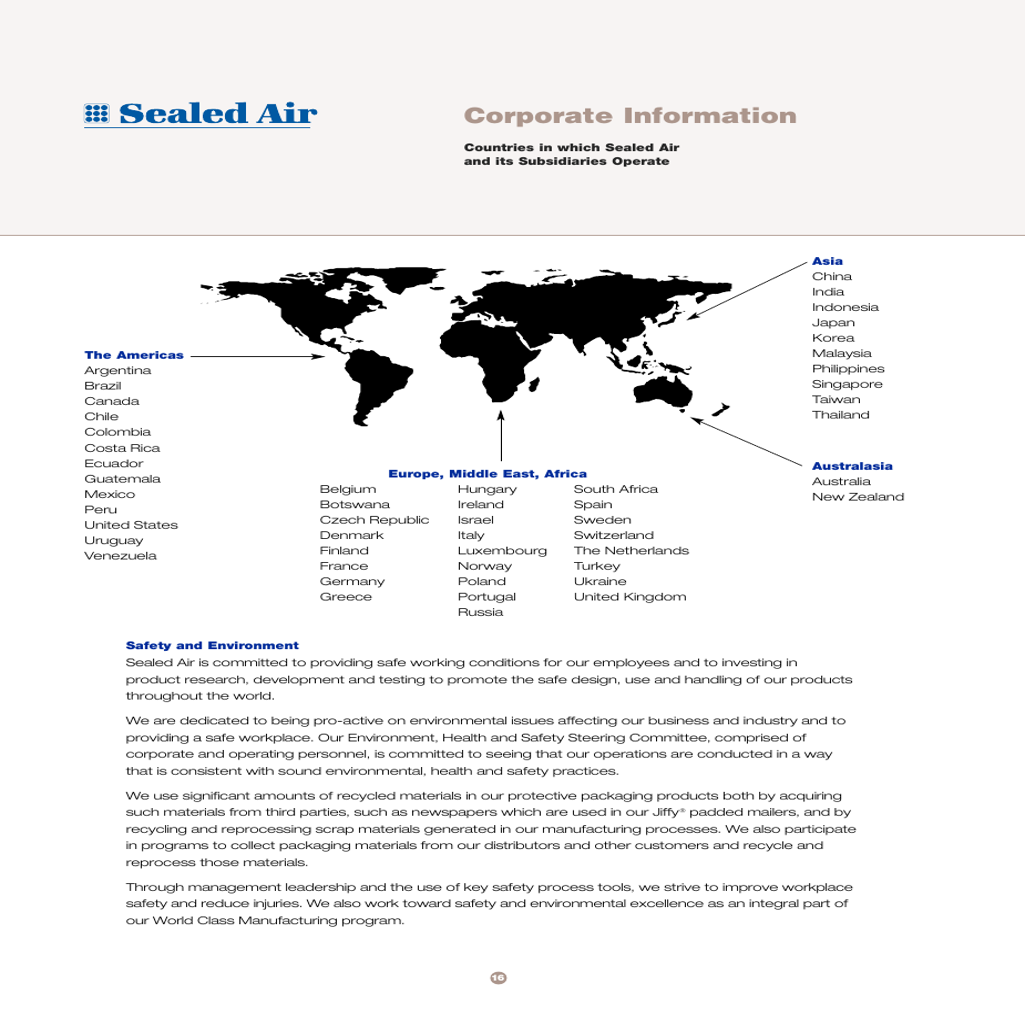 Sealed Air
Corporate Information
Countries in which Sealed Air
and its Subsidiaries Operate
The Americas
Argentina
Brazil
Canada
Chile
Colombia
Costa Rica
Ecuador
Guatemala
Mexico
Peru
United States
Uruguay
Venezuela
Europe, Middle East, Africa
Belgium
Botswana
Czech Republic
Denmark
Finland
France
Germany
Greece
Hungary
Ireland
Israel
Italy
Luxembourg
Norway
Poland
Portugal
Russia
South Africa
Spain
Sweden
Switzerland
The Netherlands
Turkey
Ukraine
United Kingdom
Asia
China
India
Indonesia
Japan
Korea
Malaysia
Philippines
Singapore
Taiwan
Thailand
Australasia
Australia
New Zealand
Safety and Environment
Sealed Air is committed to providing safe working conditions for our employees and to investing in
product research, development and testing to promote the safe design, use and handling of our products
throughout the world.
We are dedicated to being pro-active on environmental issues affecting our business and industry and to
providing a safe workplace. Our Environment, Health and Safety Steering Committee, comprised of
corporate and operating personnel, is committed to seeing that our operations are conducted in a way
that is consistent with sound environmental, health and safety practices.
We use significant amounts of recycled materials in our protective packaging products both by acquiring
such materials from third parties, such as newspapers which are used in our Jiffy® padded mailers, and by
recycling and reprocessing scrap materials generated in our manufacturing processes. We also participate
in programs to collect packaging materials from our distributors and other customers and recycle and
reprocess those materials.
Through management leadership and the use of key safety process tools, we strive to improve workplace
safety and reduce injuries. We also work toward safety and environmental excellence as an integral part of
our World Class Manufacturing program.
16